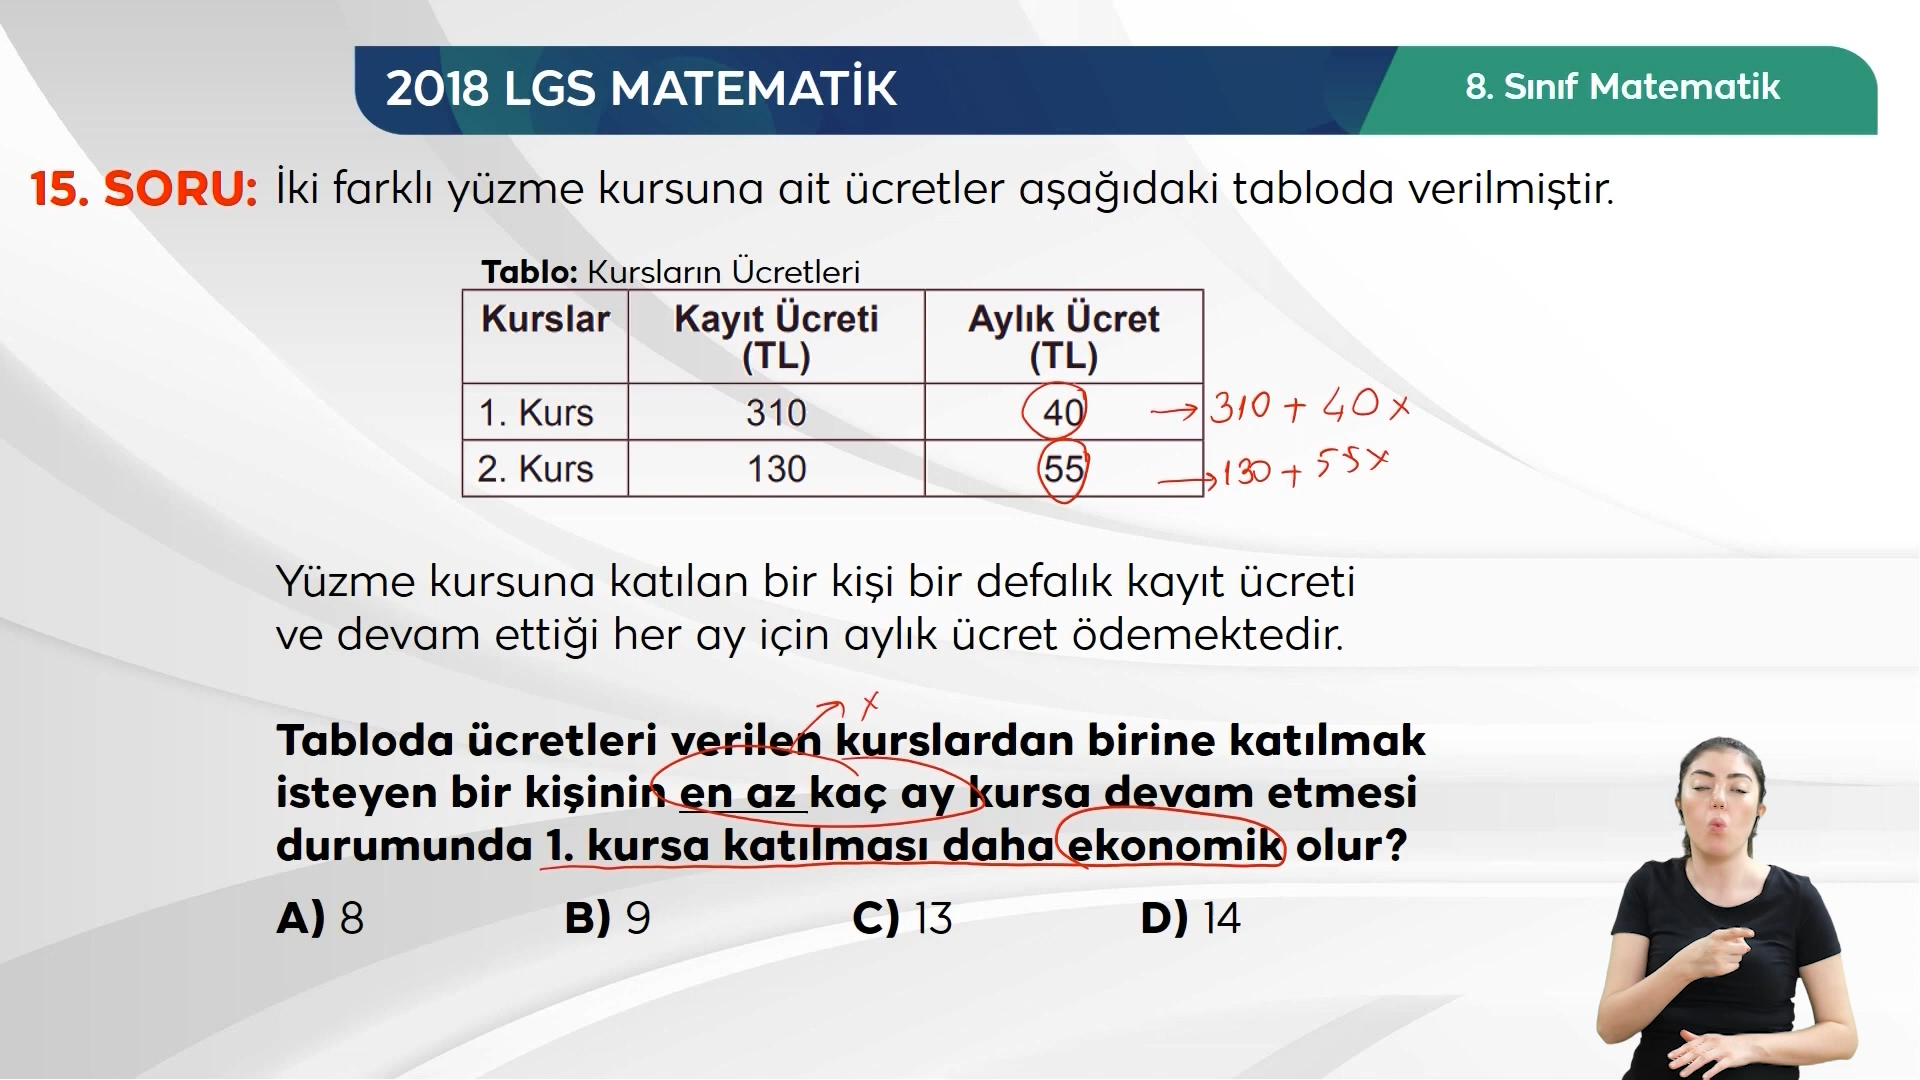 2018 LGS MATEMATİK
8. Sınıf Matematik
15. SORU: İki farklı yüzme kursuna ait ücretler aşağıdaki tabloda verilmiştir.
Tablo: Kursların Ücretleri
Kurslar Kayıt Ücreti (TL) Aylık Ücret (TL)
1. Kurs 310 40 → 310 + 40x
2. Kurs 130 55 → 130 + 55x
Yüzme kursuna katılan bir kişi bir defalık kayıt ücreti
ve devam ettiği her ay için aylık ücret ödemektedir.
x
Tabloda ücretleri verilen kurslardan birine katılmak
isteyen bir kişinin en az kaç ay kursa devam etmesi
durumunda 1. kursa katılması daha ekonomik olur?
A) 8 B) 9 C) 13 D) 14